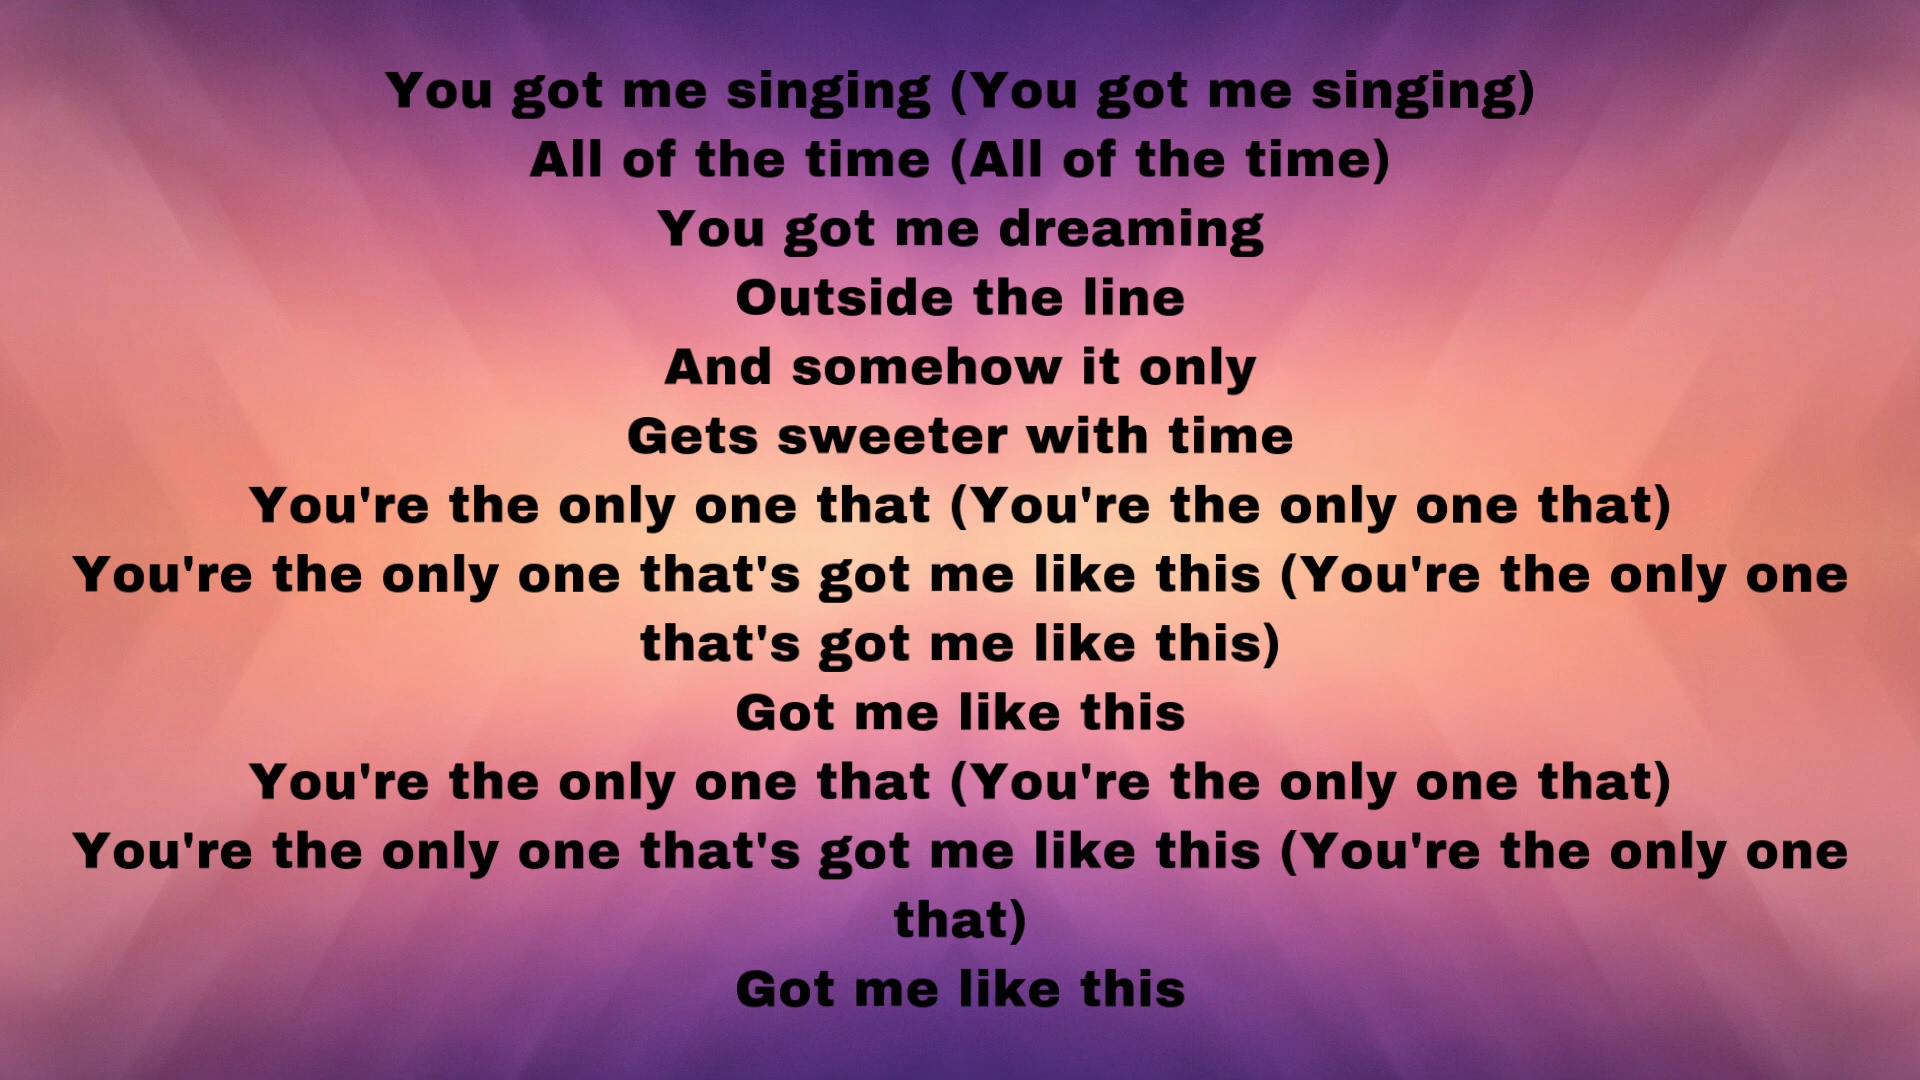 You got me singing (You got me singing)
All of the time (All of the time)
You got me dreaming
Outside the line
And somehow it only
Gets sweeter with time
You're the only one that (You're the only one that)
You're the only one that's got me like this (You're the only one
that's got me like this)
Got me like this
You're the only one that (You're the only one that)
You're the only one that's got me like this (You're the only one
that)
Got me like this